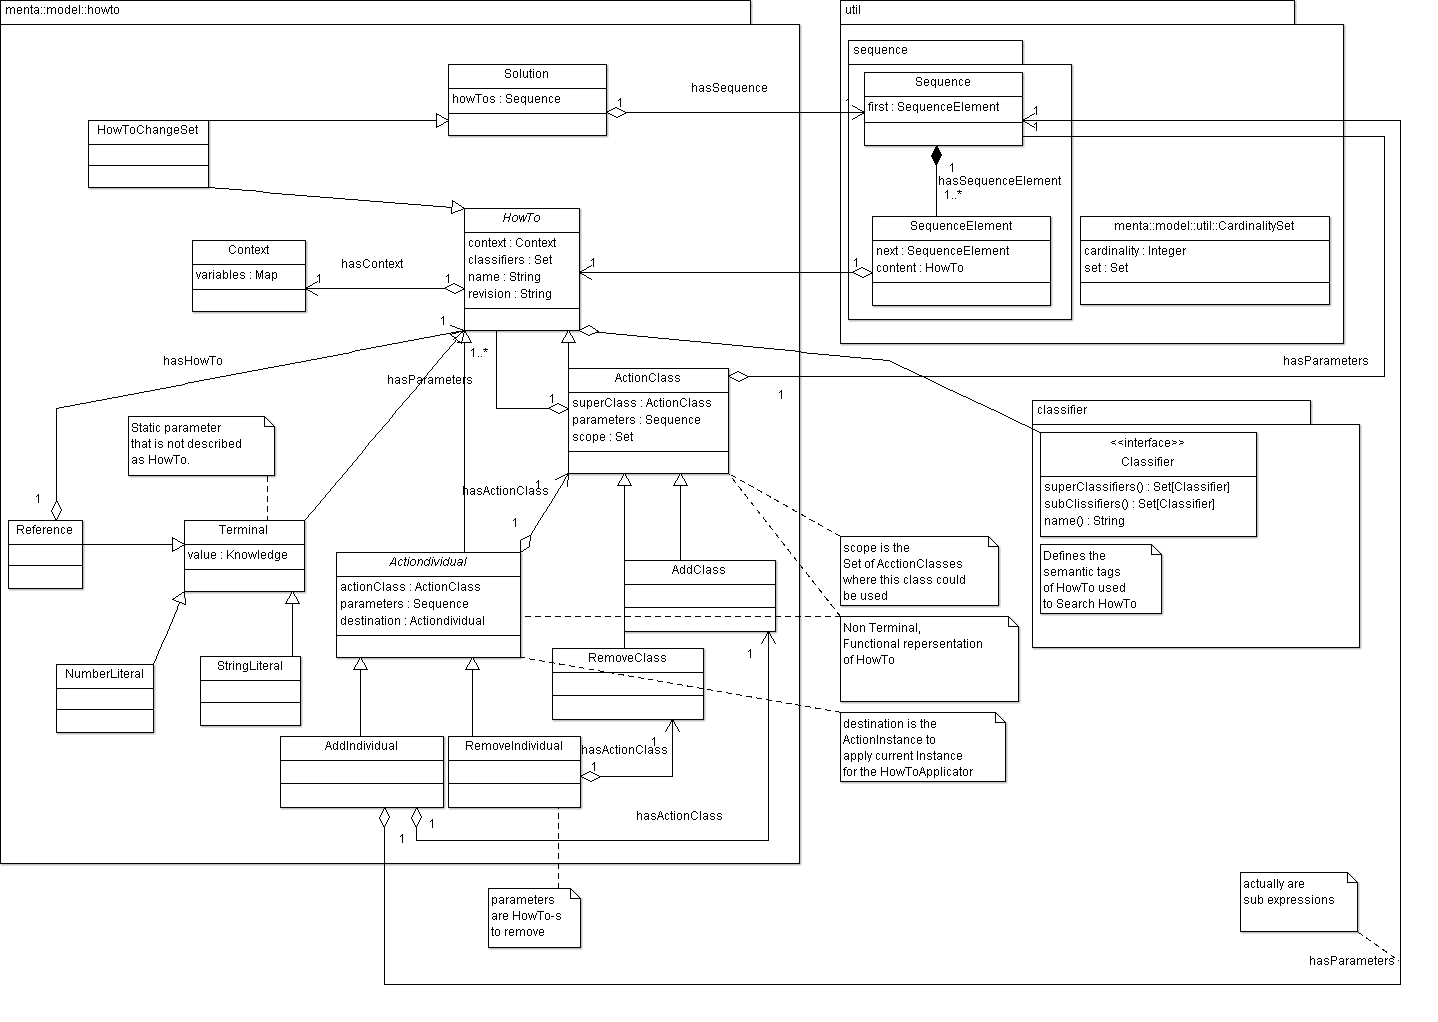 menta::model::howto
util
sequence
Solution
howTos : Sequence
1
hasSequence
1
Sequence
first : SequenceElement
1
1
HowToChangeSet
1
hasSequenceElement
1..*
HowTo
context : Context
classifiers : Set
name : String
revision : String
Context
variables : Map
hasContext
1
1
SequenceElement
next : SequenceElement
content : HowTo
1
1
menta::model::util::CardinalitySet
cardinality : Integer
set : Set
1
1..*
hasHowTo
hasParameters
hasParameters
1
ActionClass
superClass : ActionClass
parameters : Sequence
scope : Set
1
classifier
<<interface>>
Classifier
superClassifiers() : Set[Classifier]
subClissifiers() : Set[Classifier]
name() : String
Static parameter
that is not described
as HowTo.
hasActionClass
1
1
1
Reference
Terminal
value : Knowledge
Actiondividual
actionClass : ActionClass
parameters : Sequence
destination : Actiondividual
AddClass
scope is the
Set of AcctionClasses
where this class could
be used
Defines the
semantic tags
of HowTo used
to Search HowTo
Non Terminal,
Functional repersentation
of HowTo
1
RemoveClass
NumberLiteral
StringLiteral
destination is the
ActionInstance to
apply current Instance
for the HowToApplicator
AddIndividual
RemoveIndividual
hasActionClass
1
1
hasActionClass
1
1
parameters
are HowTo-s
to remove
actually are
sub expressions
hasParameters